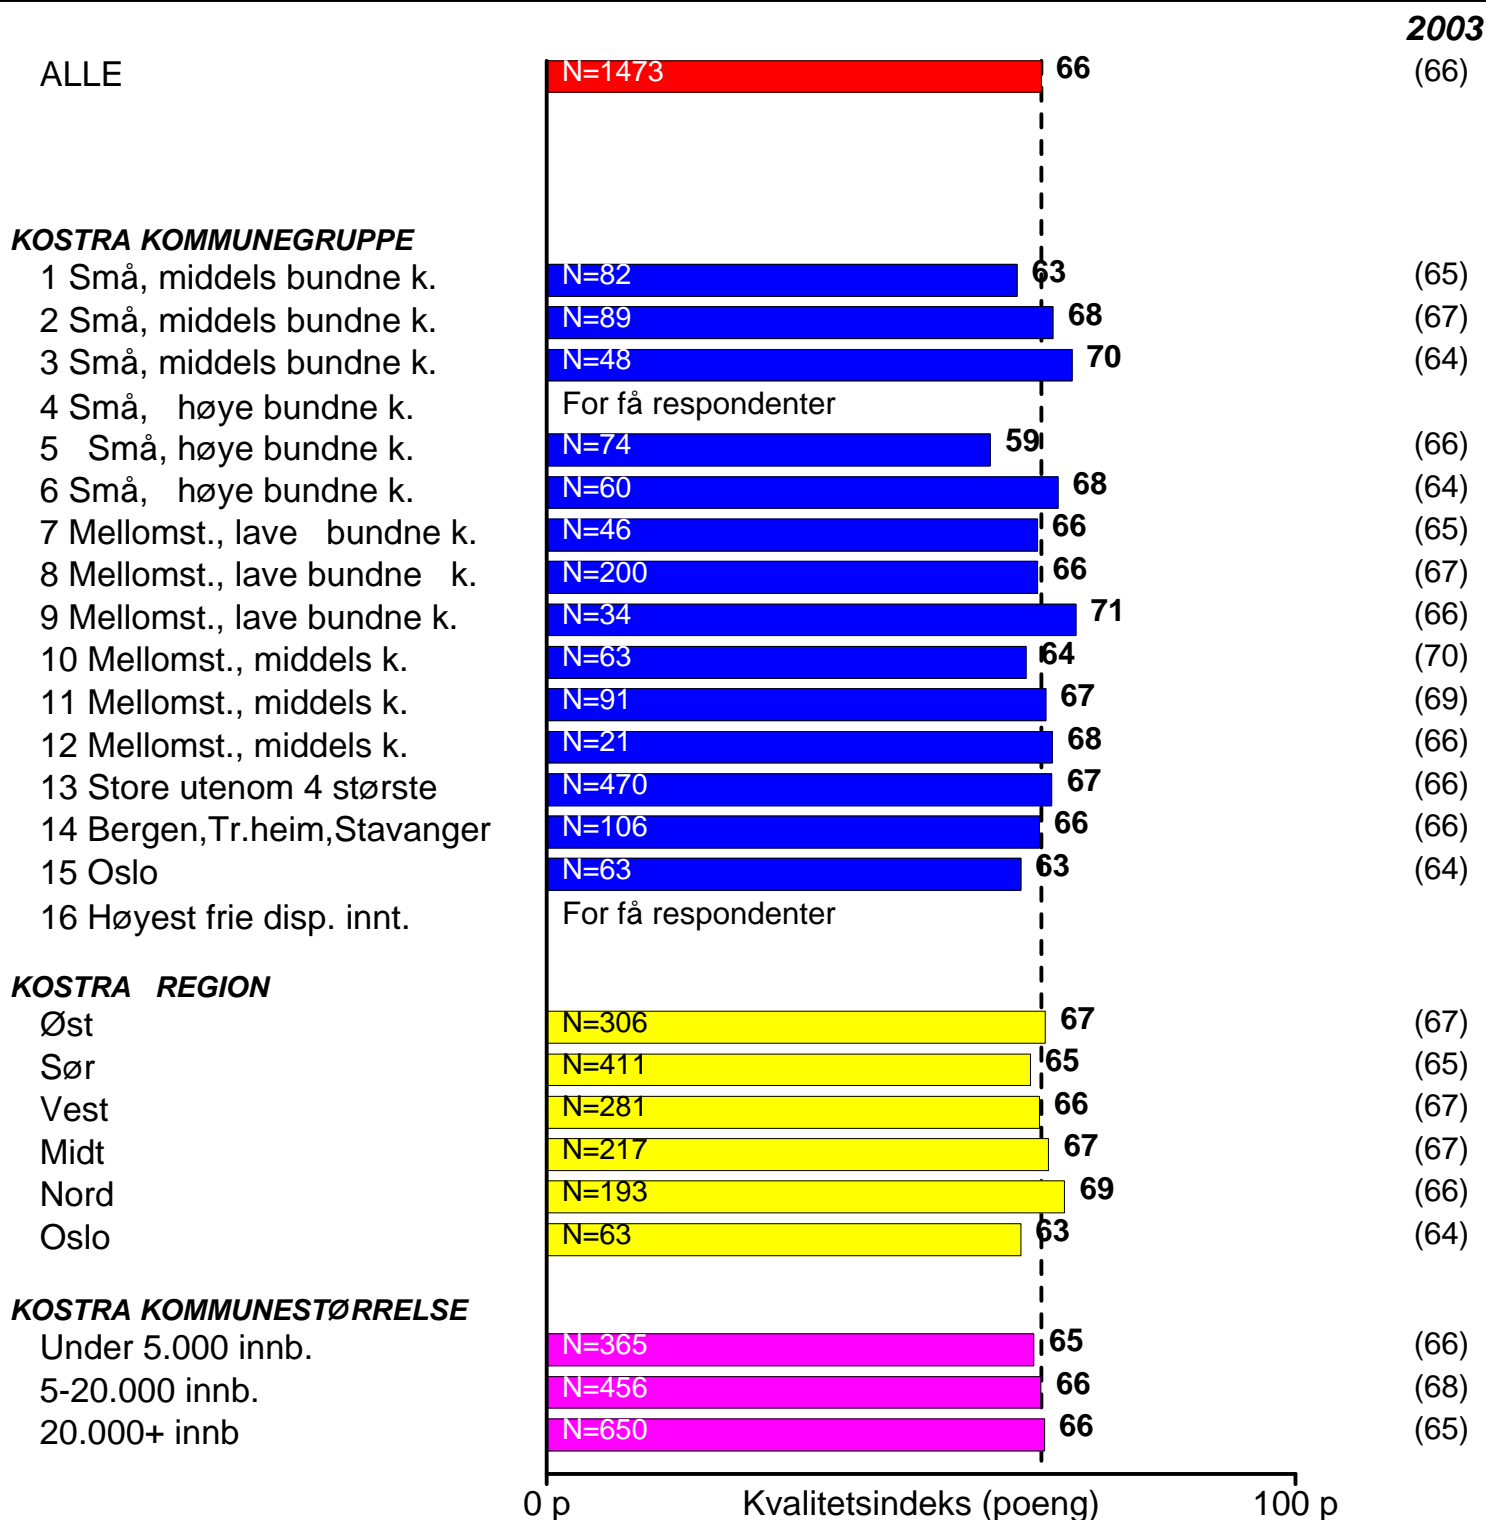 2003
ALLE N=1473 66 (66)
KOSTRA KOMMUNEGRUPPE
1 Små, middels bundne k. N=82 63 (65)
2 Små, middels bundne k. N=89 68 (67)
3 Små, middels bundne k. N=48 70 (64)
4 Små, høye bundne k. For få respondenter
5 Små, høye bundne k. N=74 59 (66)
6 Små, høye bundne k. N=60 68 (64)
7 Mellomst., lave bundne k. N=46 66 (65)
8 Mellomst., lave bundne k. N=200 66 (67)
9 Mellomst., lave bundne k. N=34 71 (66)
10 Mellomst., middels k. N=63 64 (70)
11 Mellomst., middels k. N=91 67 (69)
12 Mellomst., middels k. N=21 68 (66)
13 Store utenom 4 største N=470 67 (66)
14 Bergen,Tr.heim,Stavanger N=106 66 (66)
15 Oslo N=63 63 (64)
16 Høyest frie disp. innt. For få respondenter
KOSTRA REGION
Øst N=306 67 (67)
Sør N=411 65 (65)
Vest N=281 66 (67)
Midt N=217 67 (67)
Nord N=193 69 (66)
Oslo N=63 63 (64)
KOSTRA KOMMUNESTØRRELSE
Under 5.000 innb. N=365 65 (66)
5-20.000 innb. N=456 66 (68)
20.000+ innb N=650 66 (65)
0 p Kvalitetsindeks (poeng) 100 p